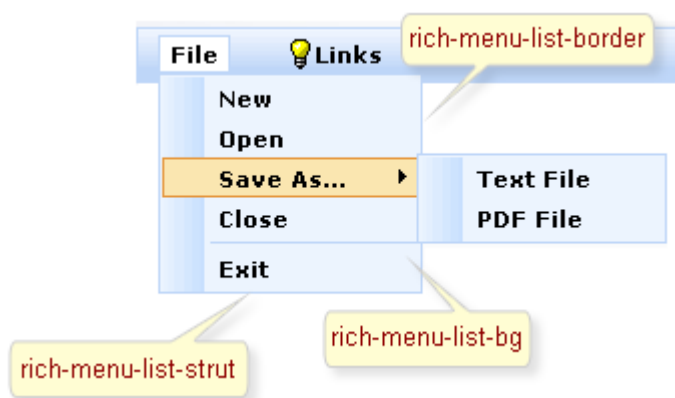 File Links rich-menu-list-border
New
Open
Save As... Text File
Close PDF File
Exit
rich-menu-list-bg
rich-menu-list-strut